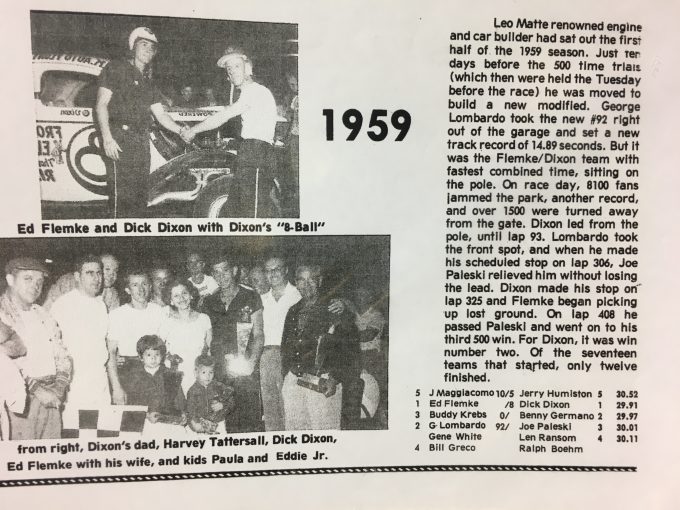 Leo Matte renowned engine
and car builder had sat out the first
half of the 1959 season. Just ten
days before the 500 time trials
(which then were held the Tuesday
before the race) he was moved to
build a new modified. George
Lombardo took the new #92 right
out of the garage and set a new
track record of 14.89 seconds. But it
was the Flemke/Dixon team with
fastest combined time, sitting on
the pole. On race day, 8100 fans
jammed the park, another record,
and over 1500 were turned away
from the gate. Dixon led from the
pole, until lap 93. Lombardo took
the front spot, and when he made
his scheduled stop on lap 306, Joe
Paleski relieved him without losing
the lead. Dixon made his stop on
lap 325 and Flemke began picking
up lost ground. On lap 408 he
passed Paleski and went on to his
third 500 win. For Dixon, it was win
number two. Of the seventeen
teams that started, only twelve
finished.
1959
8
Ed Flemke and Dick Dixon with Dixon's "8-Ball"
from right, Dixon's dad, Harvey Tattersall, Dick Dixon,
Ed Flemke with his wife, and kids Paula and Eddie Jr.
5 J Maggiacomo 10/5 Jerry Humiston 5 30.52
1 Ed Flemke /8 Dick Dixon 1 29.91
3 Buddy Krebs 0/ Benny Germano 2 29.97
2 G Lombardo 92/ Joe Paleski 3 30.01
Gene White Len Ransom 4 30.11
4 Bill Greco Ralph Boehm